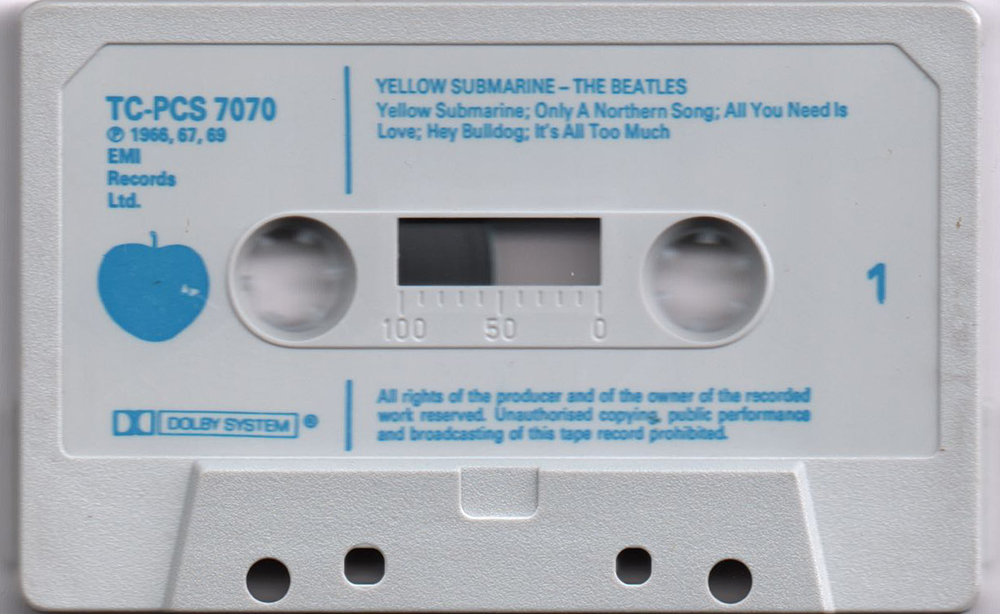 TC-PCS 7070
℗ 1966, 67, 69
EMI
Records
Ltd.
YELLOW SUBMARINE – THE BEATLES
Yellow Submarine; Only A Northern Song; All You Need Is
Love; Hey Bulldog; It's All Too Much
100 50 0
1
DOLBY SYSTEM ®
All rights of the producer and of the owner of the recorded
work reserved. Unauthorised copying, public performance
and broadcasting of this tape record prohibited.